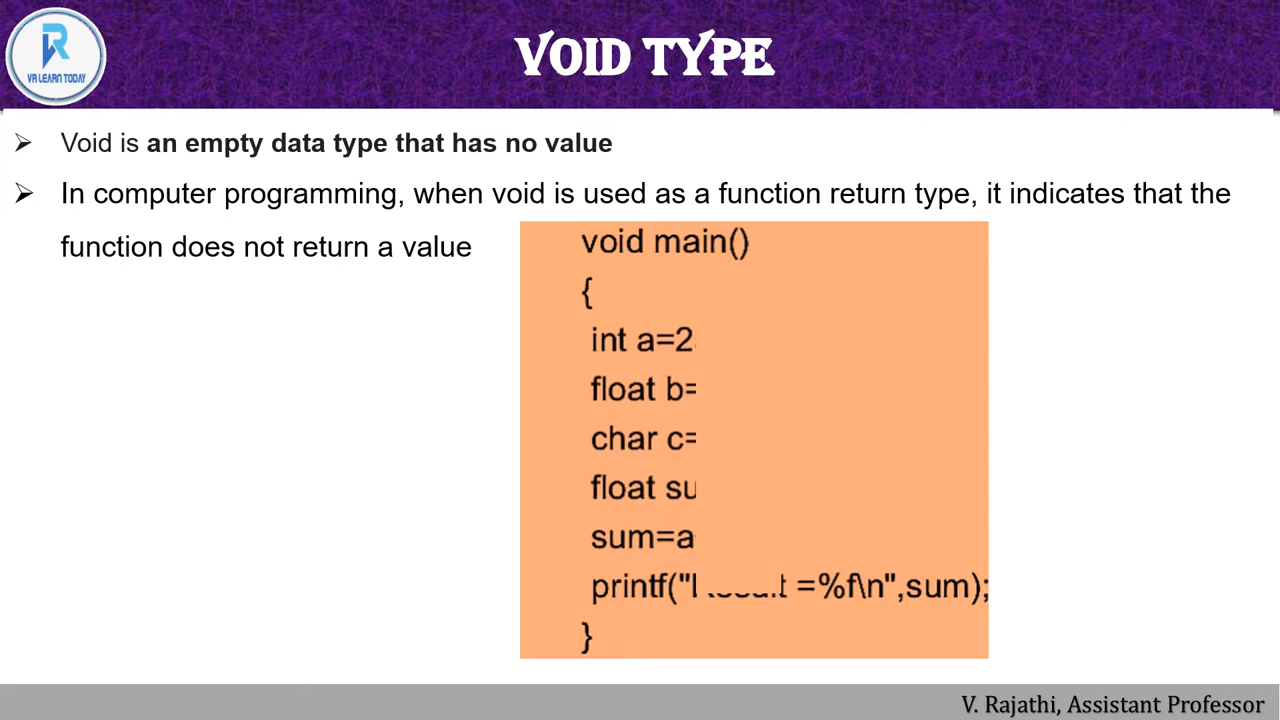 VR LEARN TODAY
VOID TYPE
➢ Void is an empty data type that has no value
➢ In computer programming, when void is used as a function return type, it indicates that the
function does not return a value
void main()
{
int a=2
float b=
char c=
float su
sum=a
printf(" =%f\n",sum);
}
V. Rajathi, Assistant Professor